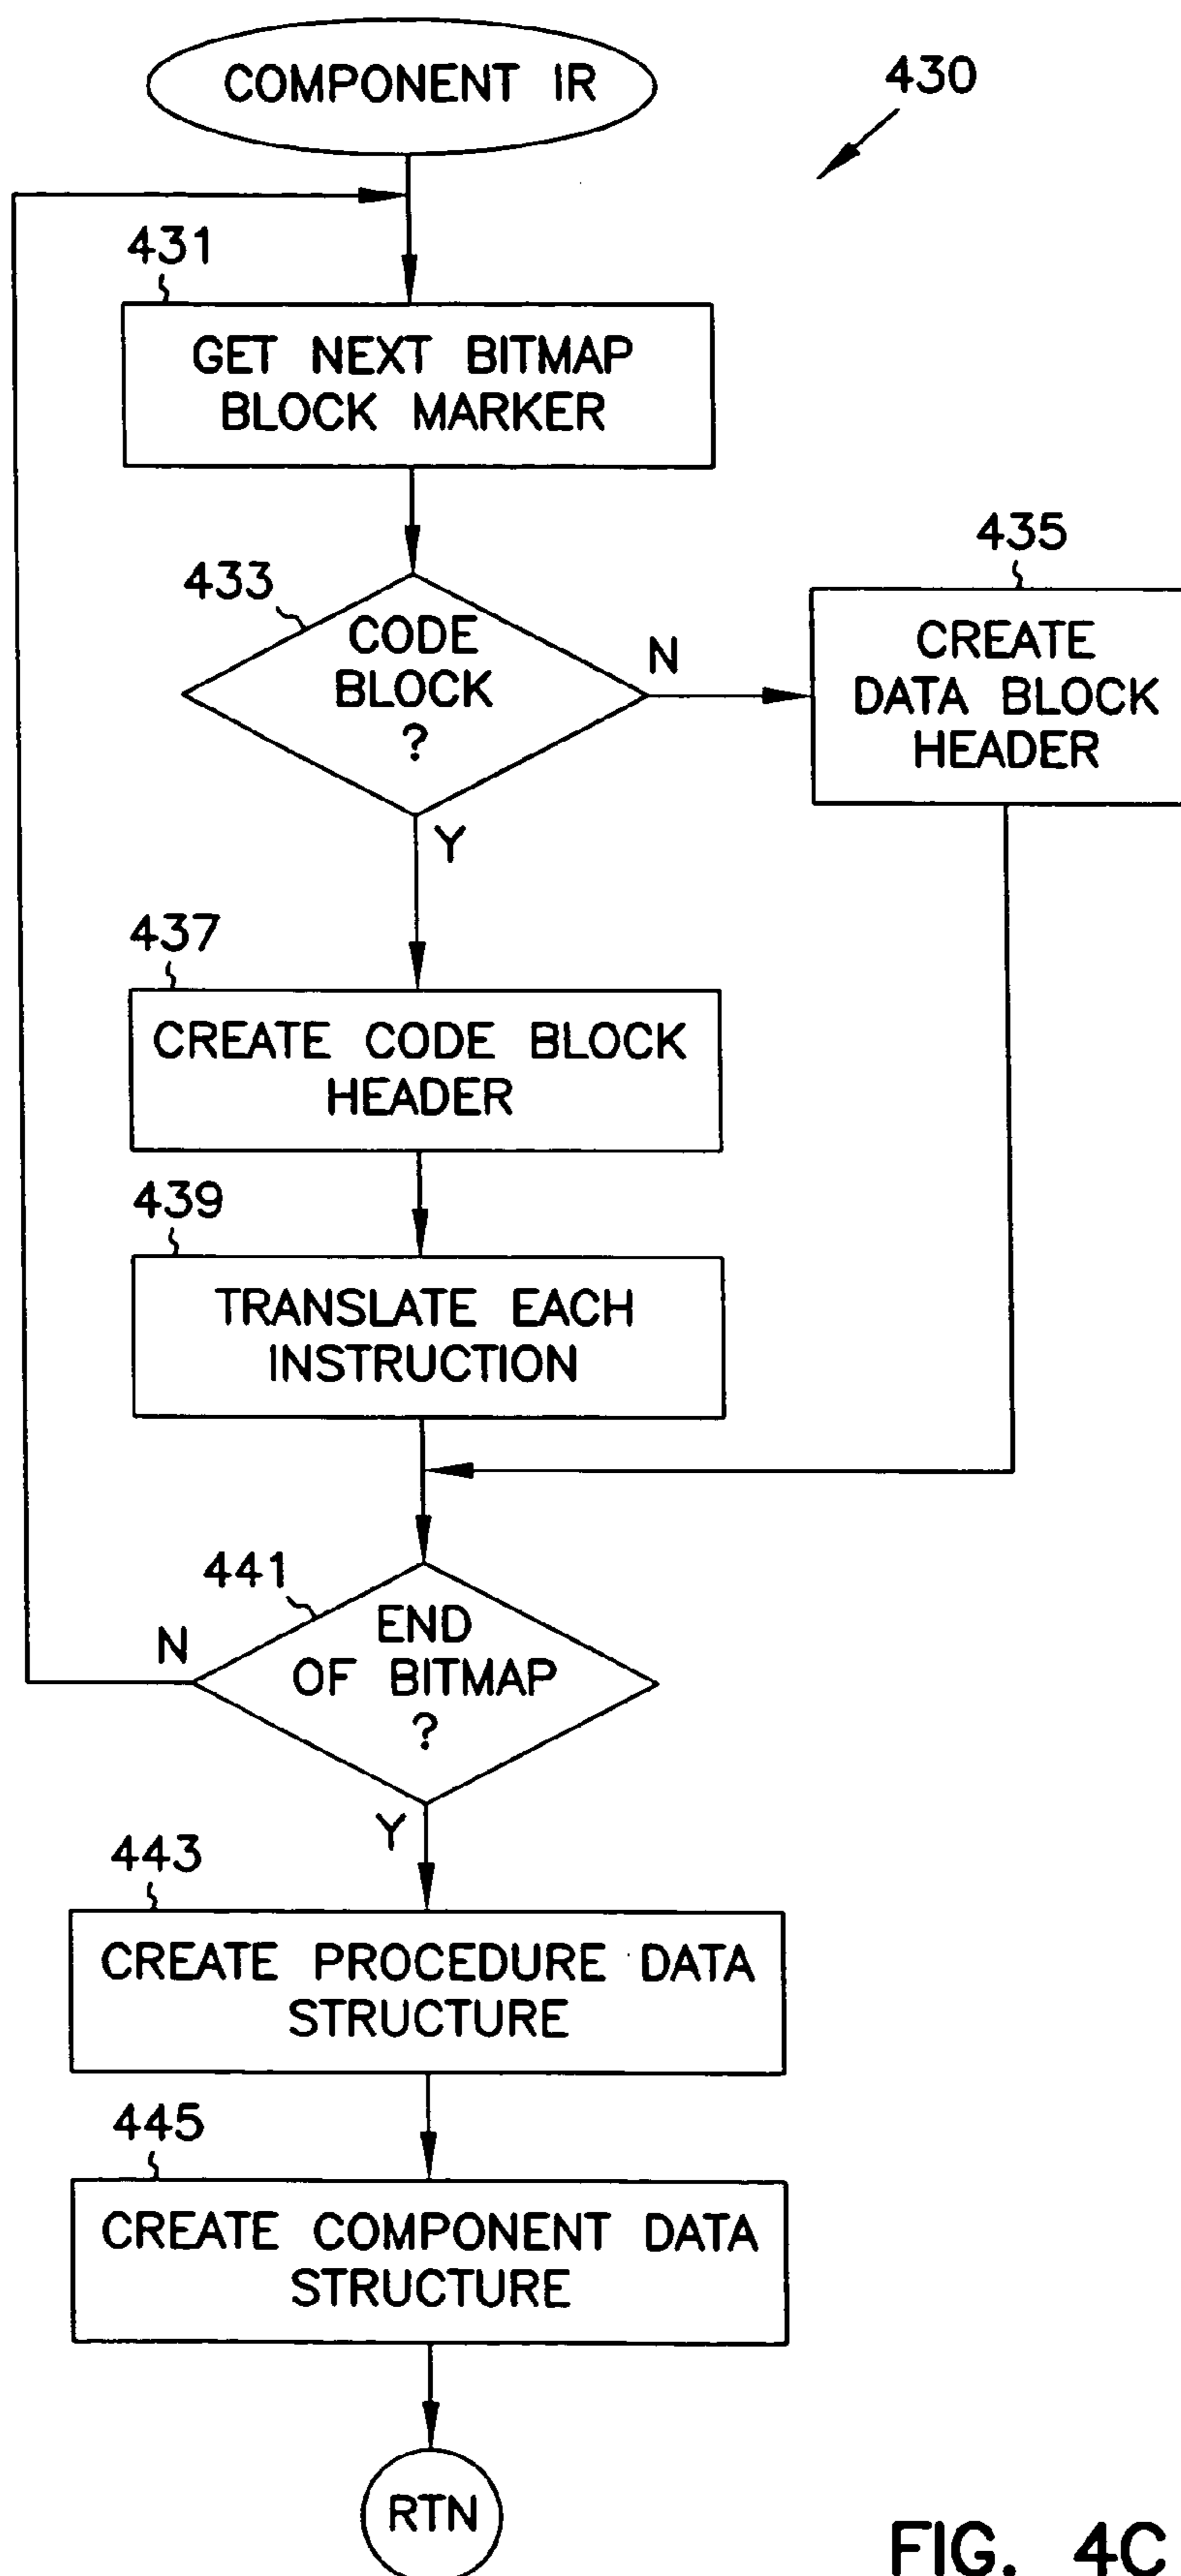 COMPONENT IR
430
431
GET NEXT BITMAP
BLOCK MARKER
433
CODE
BLOCK
?
N
435
CREATE
DATA BLOCK
HEADER
Y
437
CREATE CODE BLOCK
HEADER
439
TRANSLATE EACH
INSTRUCTION
441
END
OF BITMAP
?
N
Y
443
CREATE PROCEDURE DATA
STRUCTURE
445
CREATE COMPONENT DATA
STRUCTURE
RTN
FIG. 4C